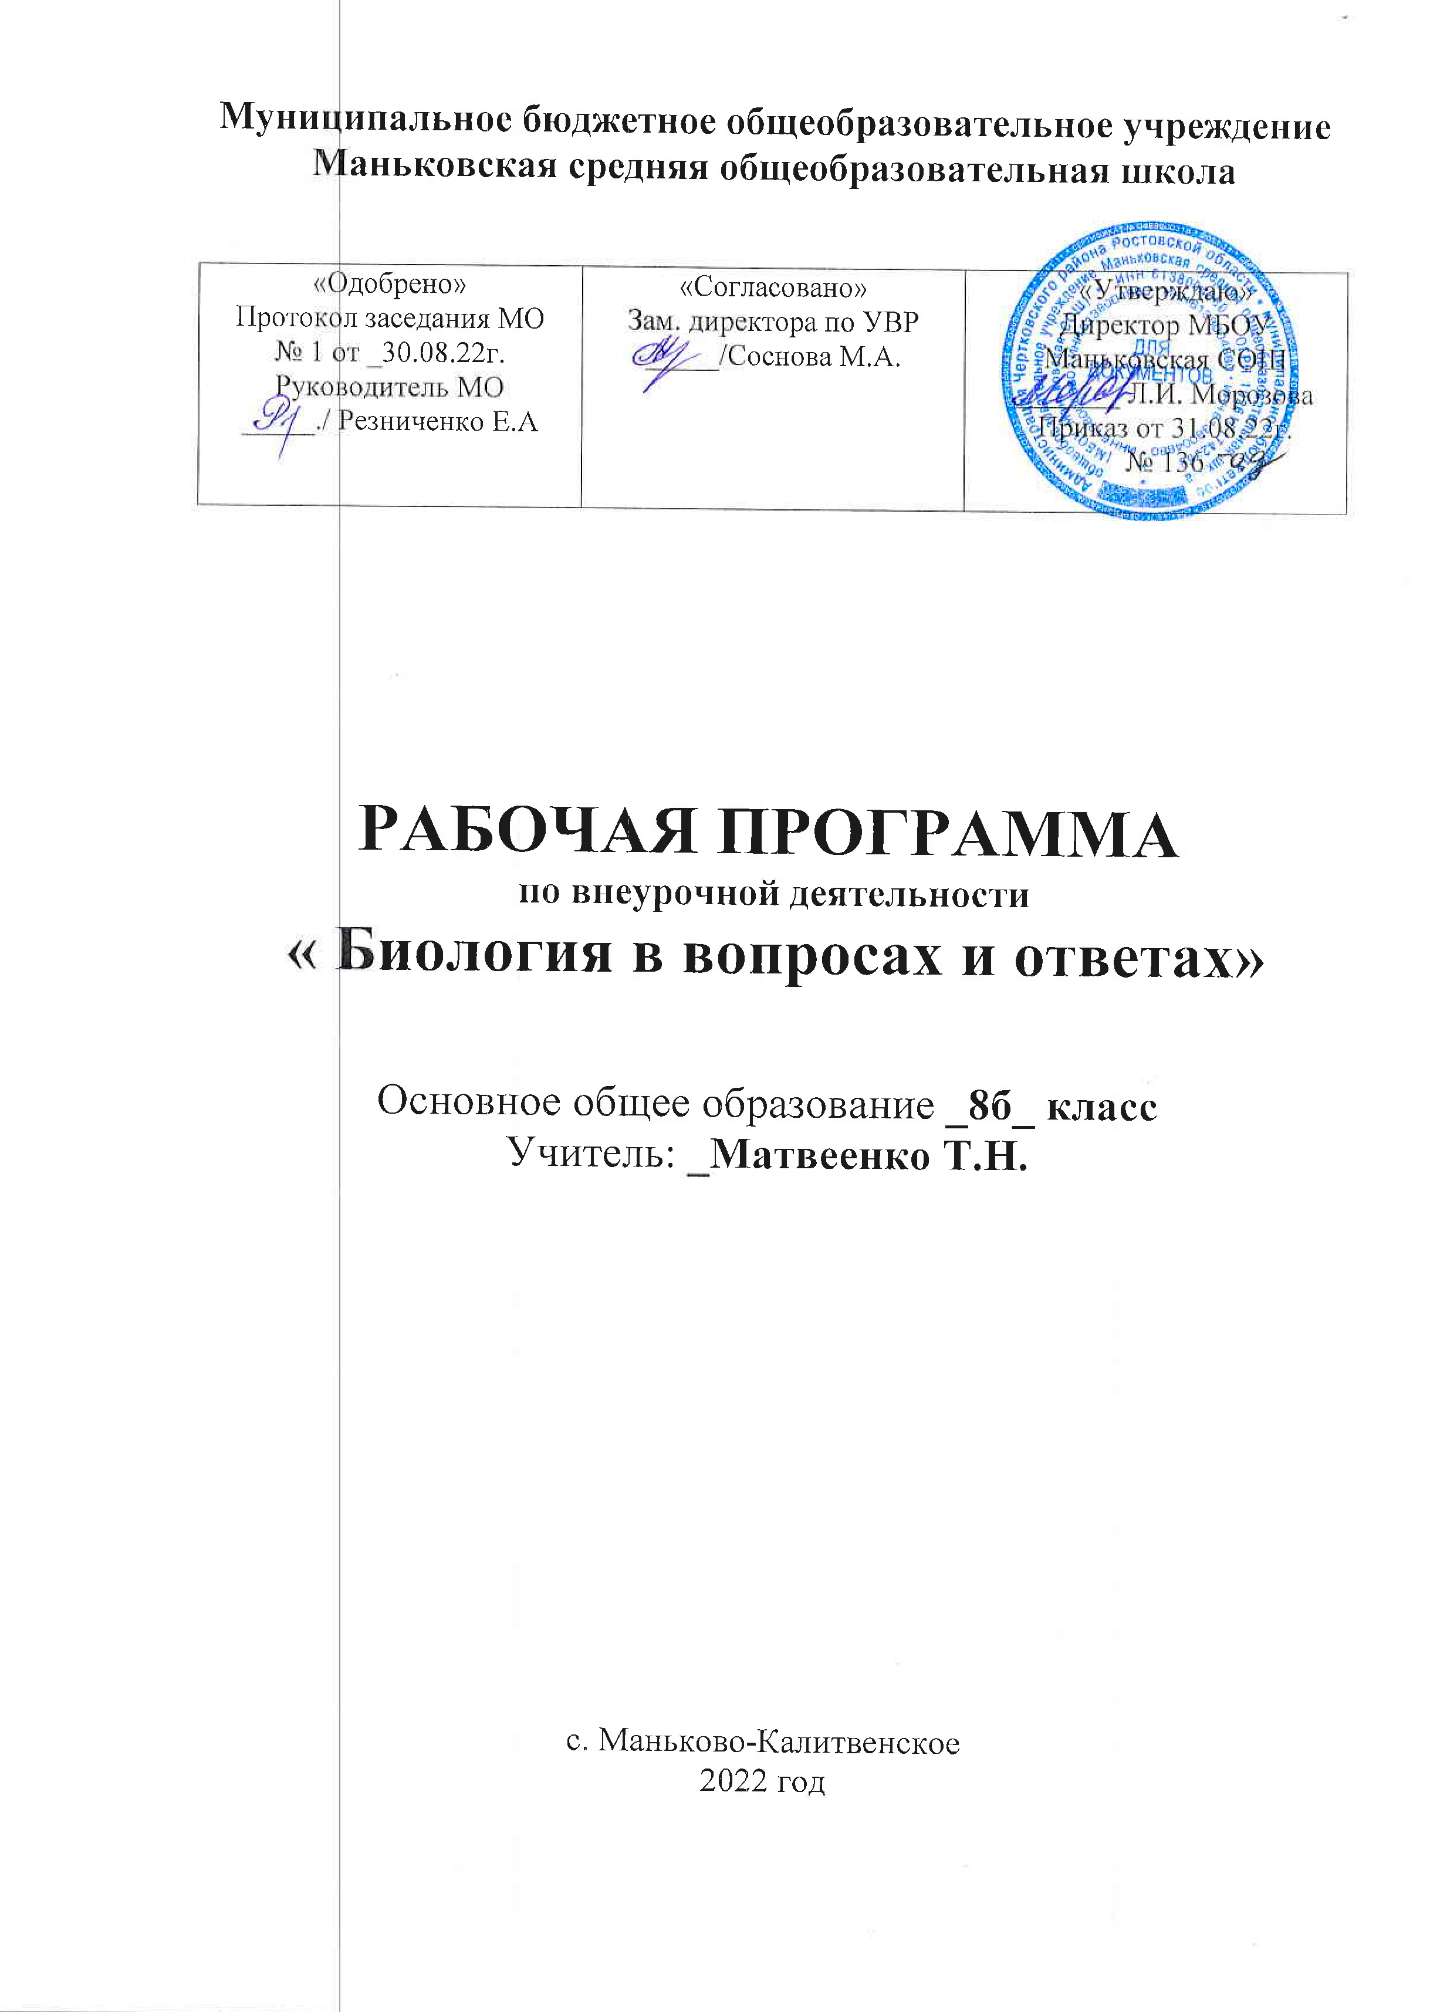 Муниципальное бюджетное общеобразовательное учреждение
Маньковская средняя общеобразовательная школа
«Одобрено»
Протокол заседания МО
№ 1 от _30.08.22г.
Руководитель МО
_____./ Резниченко Е.А
«Согласовано»
Зам. директора по УВР
_____/Соснова М.А.
«Утверждаю»
Директор МБОУ
Маньковская СОШ
Л.И. Морозова
Приказ от 31.08.22г.
№ 136
ДЛЯ
ДОКУМЕНТОВ
РАБОЧАЯ ПРОГРАММА
по внеурочной деятельности
« Биология в вопросах и ответах»
Основное общее образование _8б_ класс
Учитель: _Матвеенко Т.Н.
с. Маньково-Калитвенское
2022 год